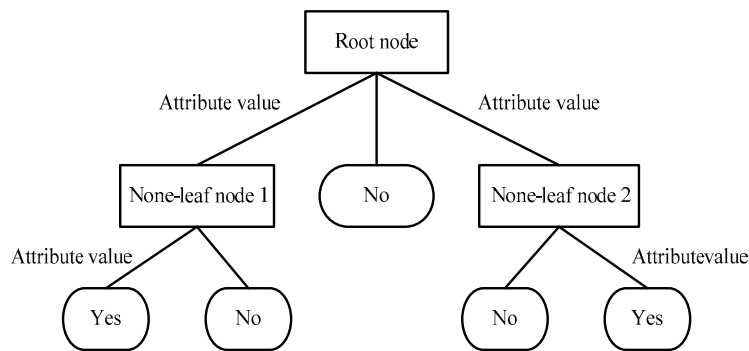 Root node
Attribute value
Attribute value
None-leaf node 1
No
None-leaf node 2
Attribute value
Attributevalue
Yes
No
No
Yes